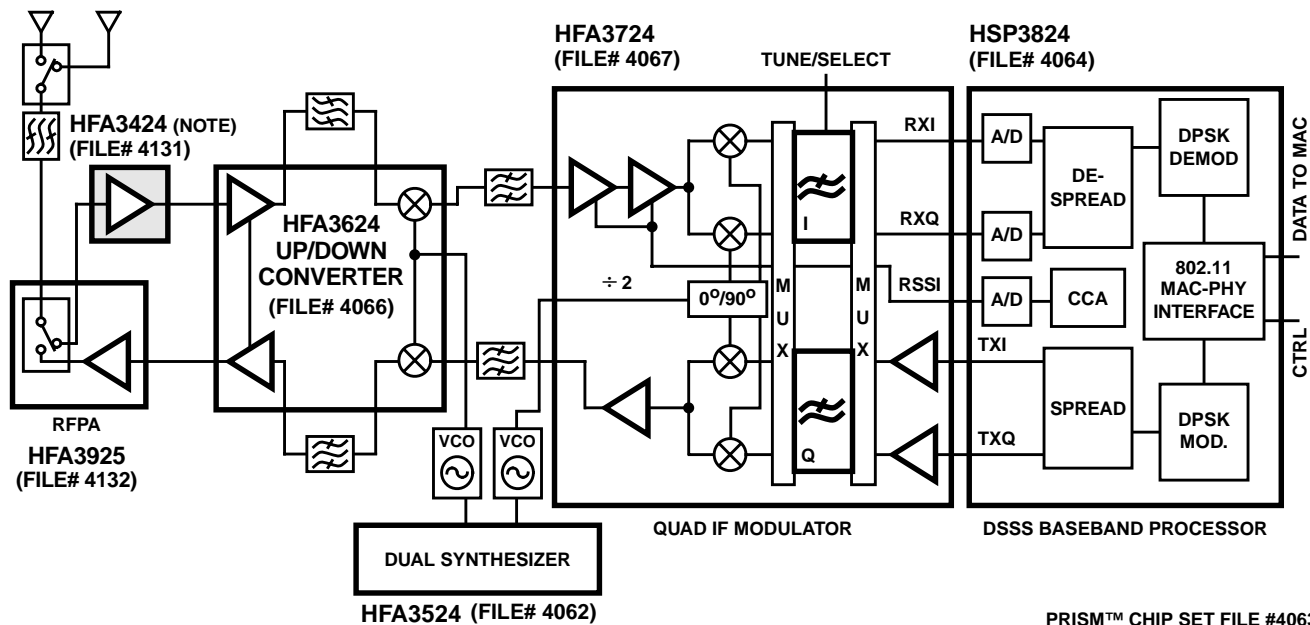 HFA3424 (NOTE)
(FILE# 4131)
HFA3624
UP/DOWN
CONVERTER
(FILE# 4066)
RFPA
HFA3925
(FILE# 4132)
VCO
VCO
DUAL SYNTHESIZER
HFA3524 (FILE# 4062)
HFA3724
(FILE# 4067)
TUNE/SELECT
÷ 2
0°/90°
M
U
X
I
Q
M
U
X
RXI
RXQ
RSSI
TXI
TXQ
QUAD IF MODULATOR
HSP3824
(FILE# 4064)
A/D
A/D
A/D
DE-
SPREAD
CCA
DPSK
DEMOD
802.11
MAC-PHY
INTERFACE
SPREAD
DPSK
MOD.
DATA TO MAC
CTRL
DSSS BASEBAND PROCESSOR
PRISM™ CHIP SET FILE #4063